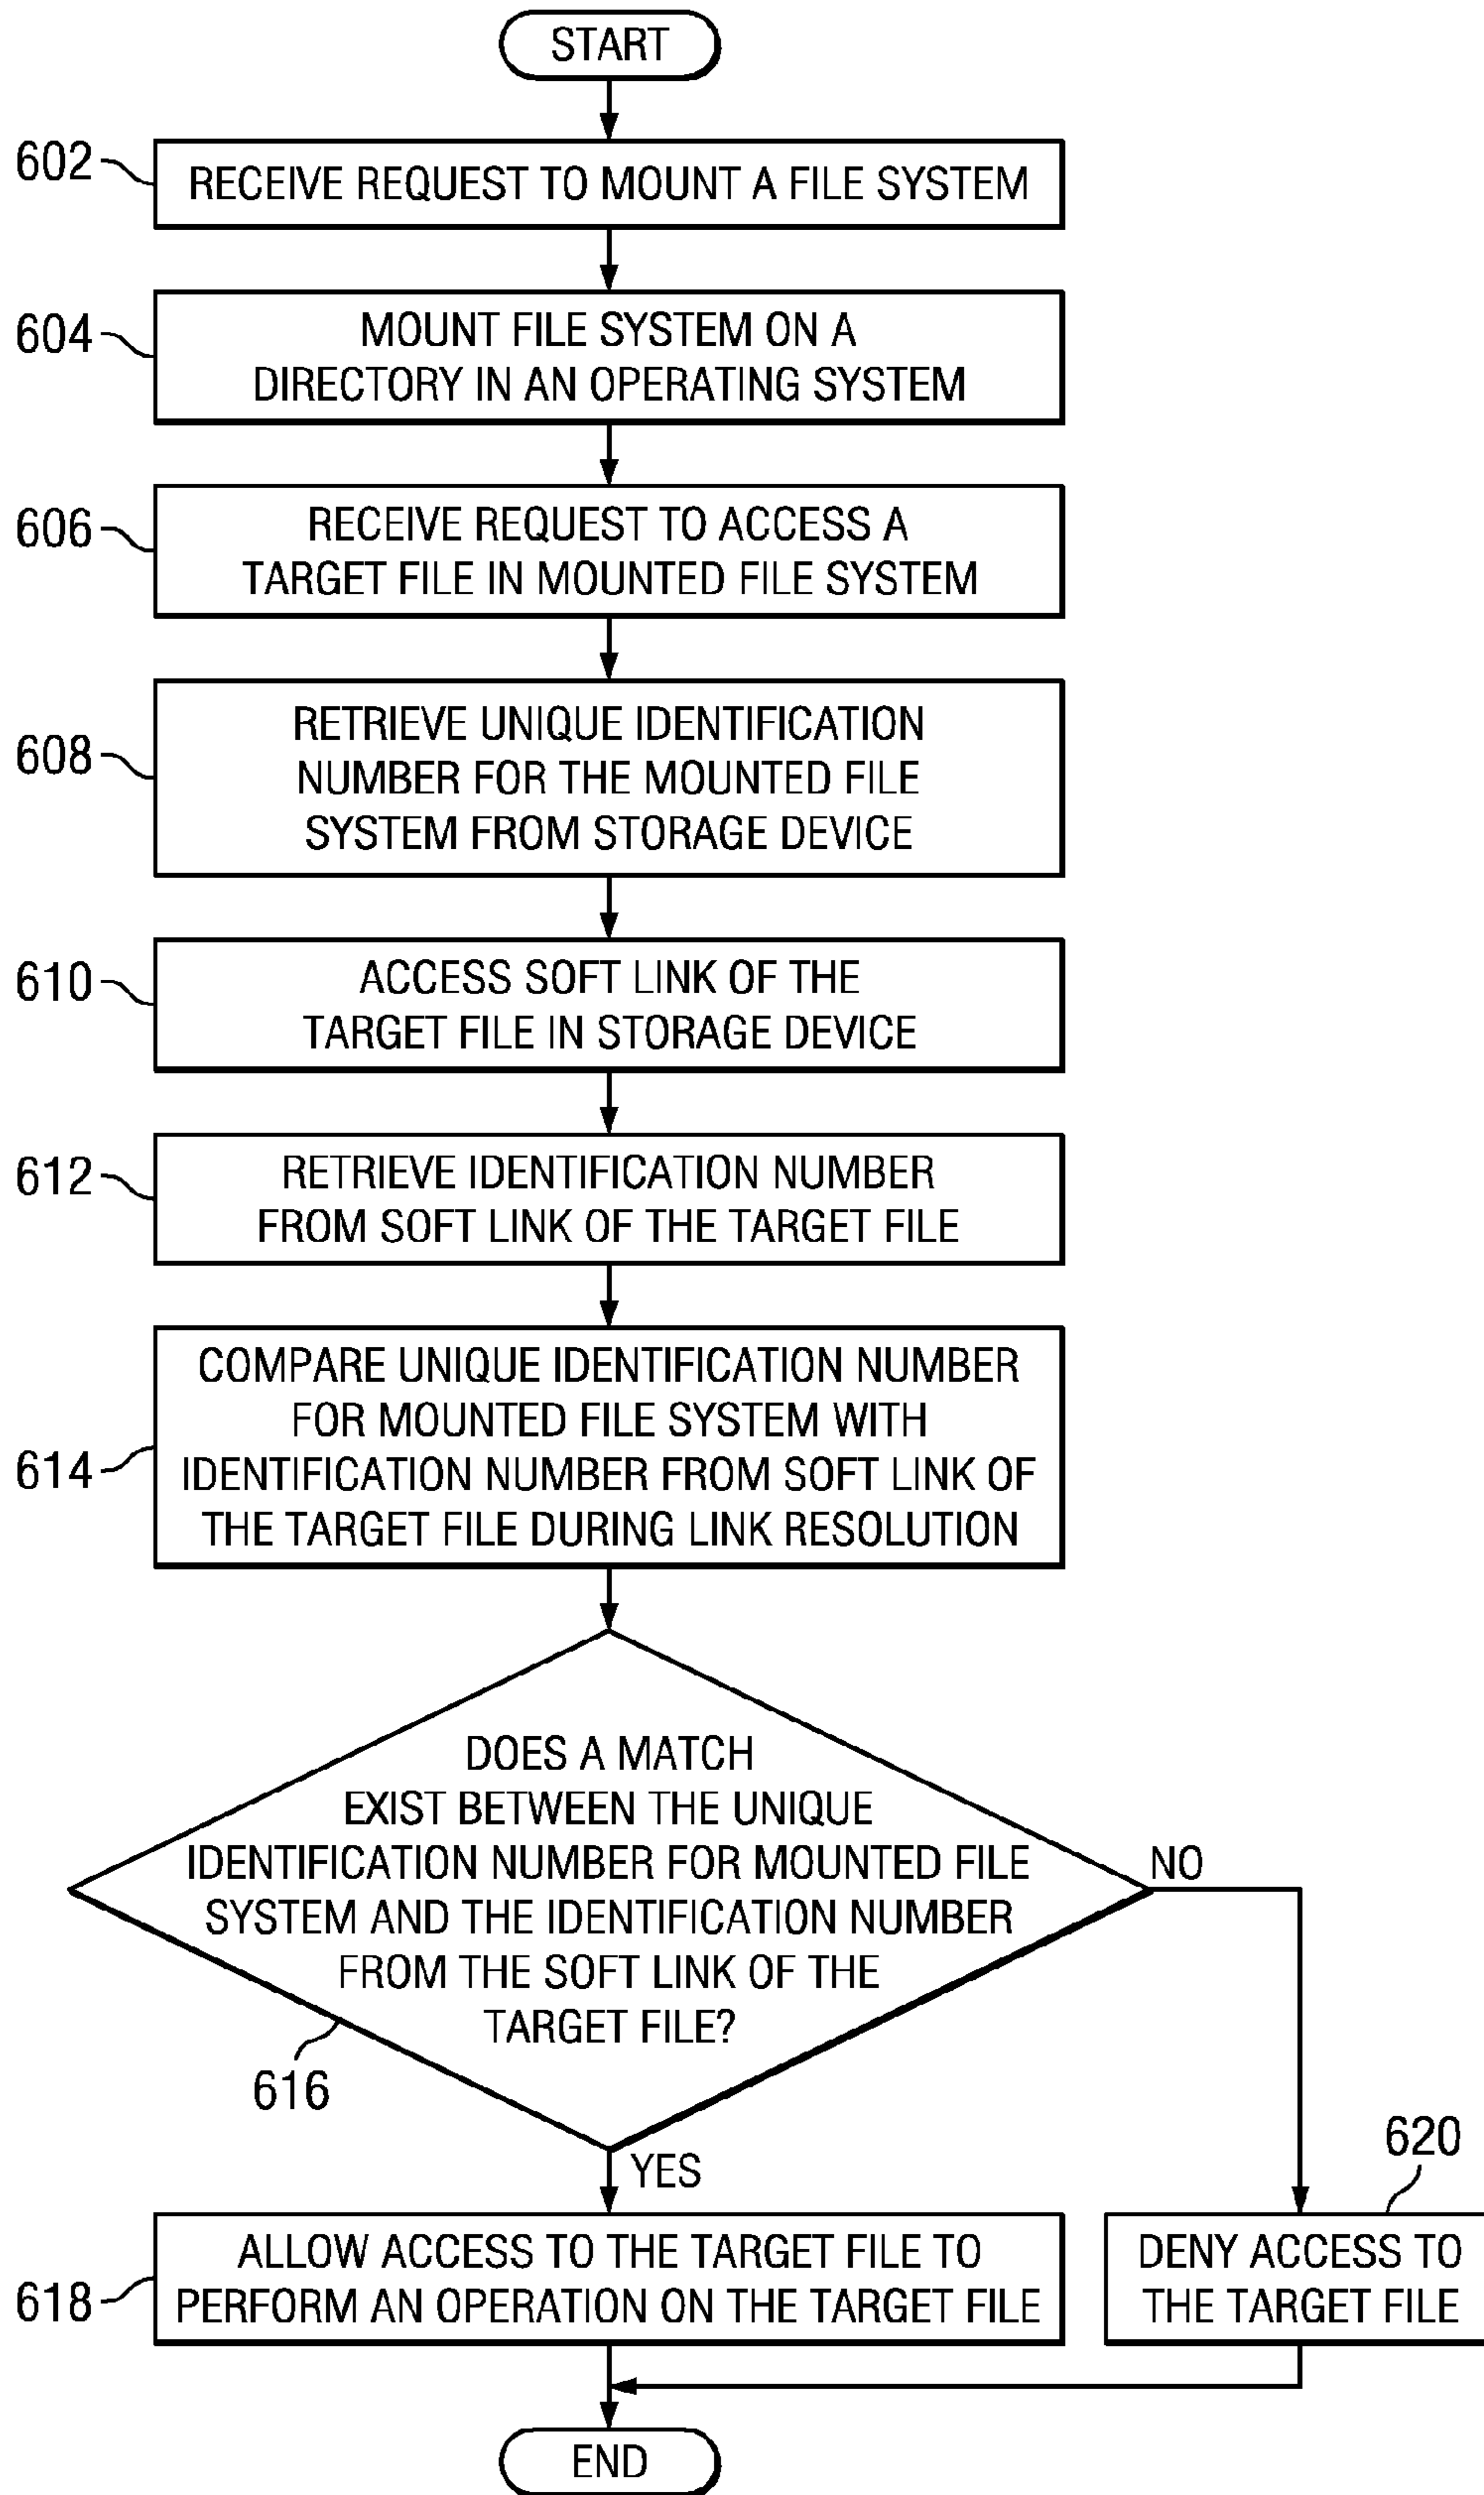 START
602
RECEIVE REQUEST TO MOUNT A FILE SYSTEM
604
MOUNT FILE SYSTEM ON A
DIRECTORY IN AN OPERATING SYSTEM
606
RECEIVE REQUEST TO ACCESS A
TARGET FILE IN MOUNTED FILE SYSTEM
608
RETRIEVE UNIQUE IDENTIFICATION
NUMBER FOR THE MOUNTED FILE
SYSTEM FROM STORAGE DEVICE
610
ACCESS SOFT LINK OF THE
TARGET FILE IN STORAGE DEVICE
612
RETRIEVE IDENTIFICATION NUMBER
FROM SOFT LINK OF THE TARGET FILE
614
COMPARE UNIQUE IDENTIFICATION NUMBER
FOR MOUNTED FILE SYSTEM WITH
IDENTIFICATION NUMBER FROM SOFT LINK OF
THE TARGET FILE DURING LINK RESOLUTION
DOES A MATCH
EXIST BETWEEN THE UNIQUE
IDENTIFICATION NUMBER FOR MOUNTED FILE
SYSTEM AND THE IDENTIFICATION NUMBER
FROM THE SOFT LINK OF THE
TARGET FILE?
616
NO
YES
620
618
ALLOW ACCESS TO THE TARGET FILE TO
PERFORM AN OPERATION ON THE TARGET FILE
DENY ACCESS TO
THE TARGET FILE
END